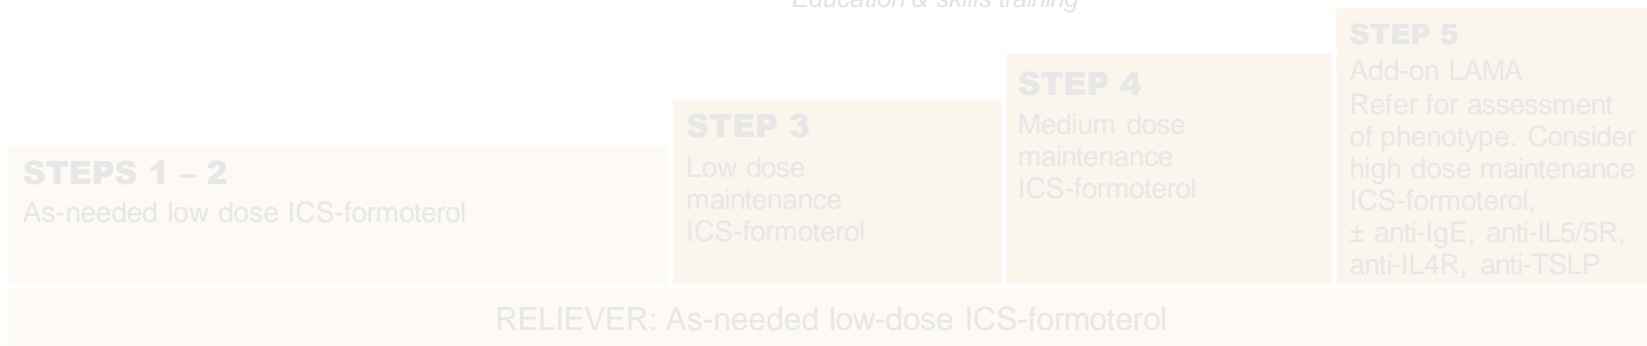 Education & skills training
STEPS 1 – 2
As-needed low dose ICS-formoterol
STEP 3
Low dose
maintenance
ICS-formoterol
STEP 4
Medium dose
maintenance
ICS-formoterol
STEP 5
Add-on LAMA
Refer for assessment
of phenotype. Consider
high dose maintenance
ICS-formoterol,
± anti-IgE, anti-IL5/5R,
anti-IL4R, anti-TSLP
RELIEVER: As-needed low-dose ICS-formoterol